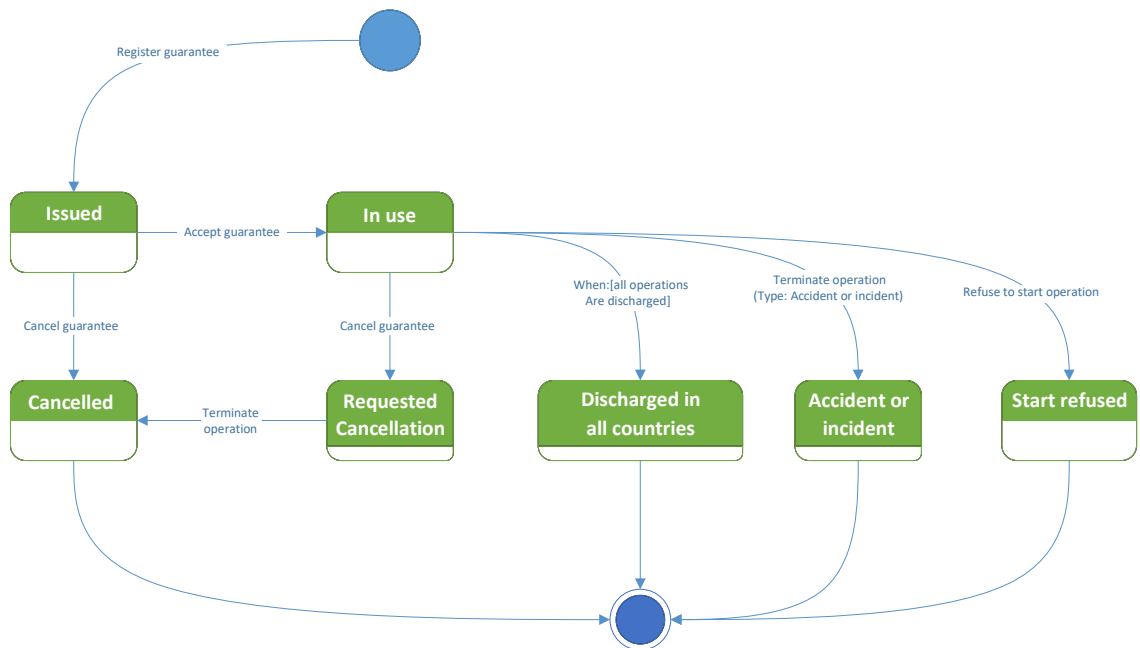 Register guarantee
Issued
In use
Accept guarantee
When:[all operations
Are discharged]
Terminate operation
(Type: Accident or incident)
Refuse to start operation
Cancel guarantee
Cancel guarantee
Cancelled
Terminate
operation
Requested
Cancellation
Discharged in
all countries
Accident or
incident
Start refused